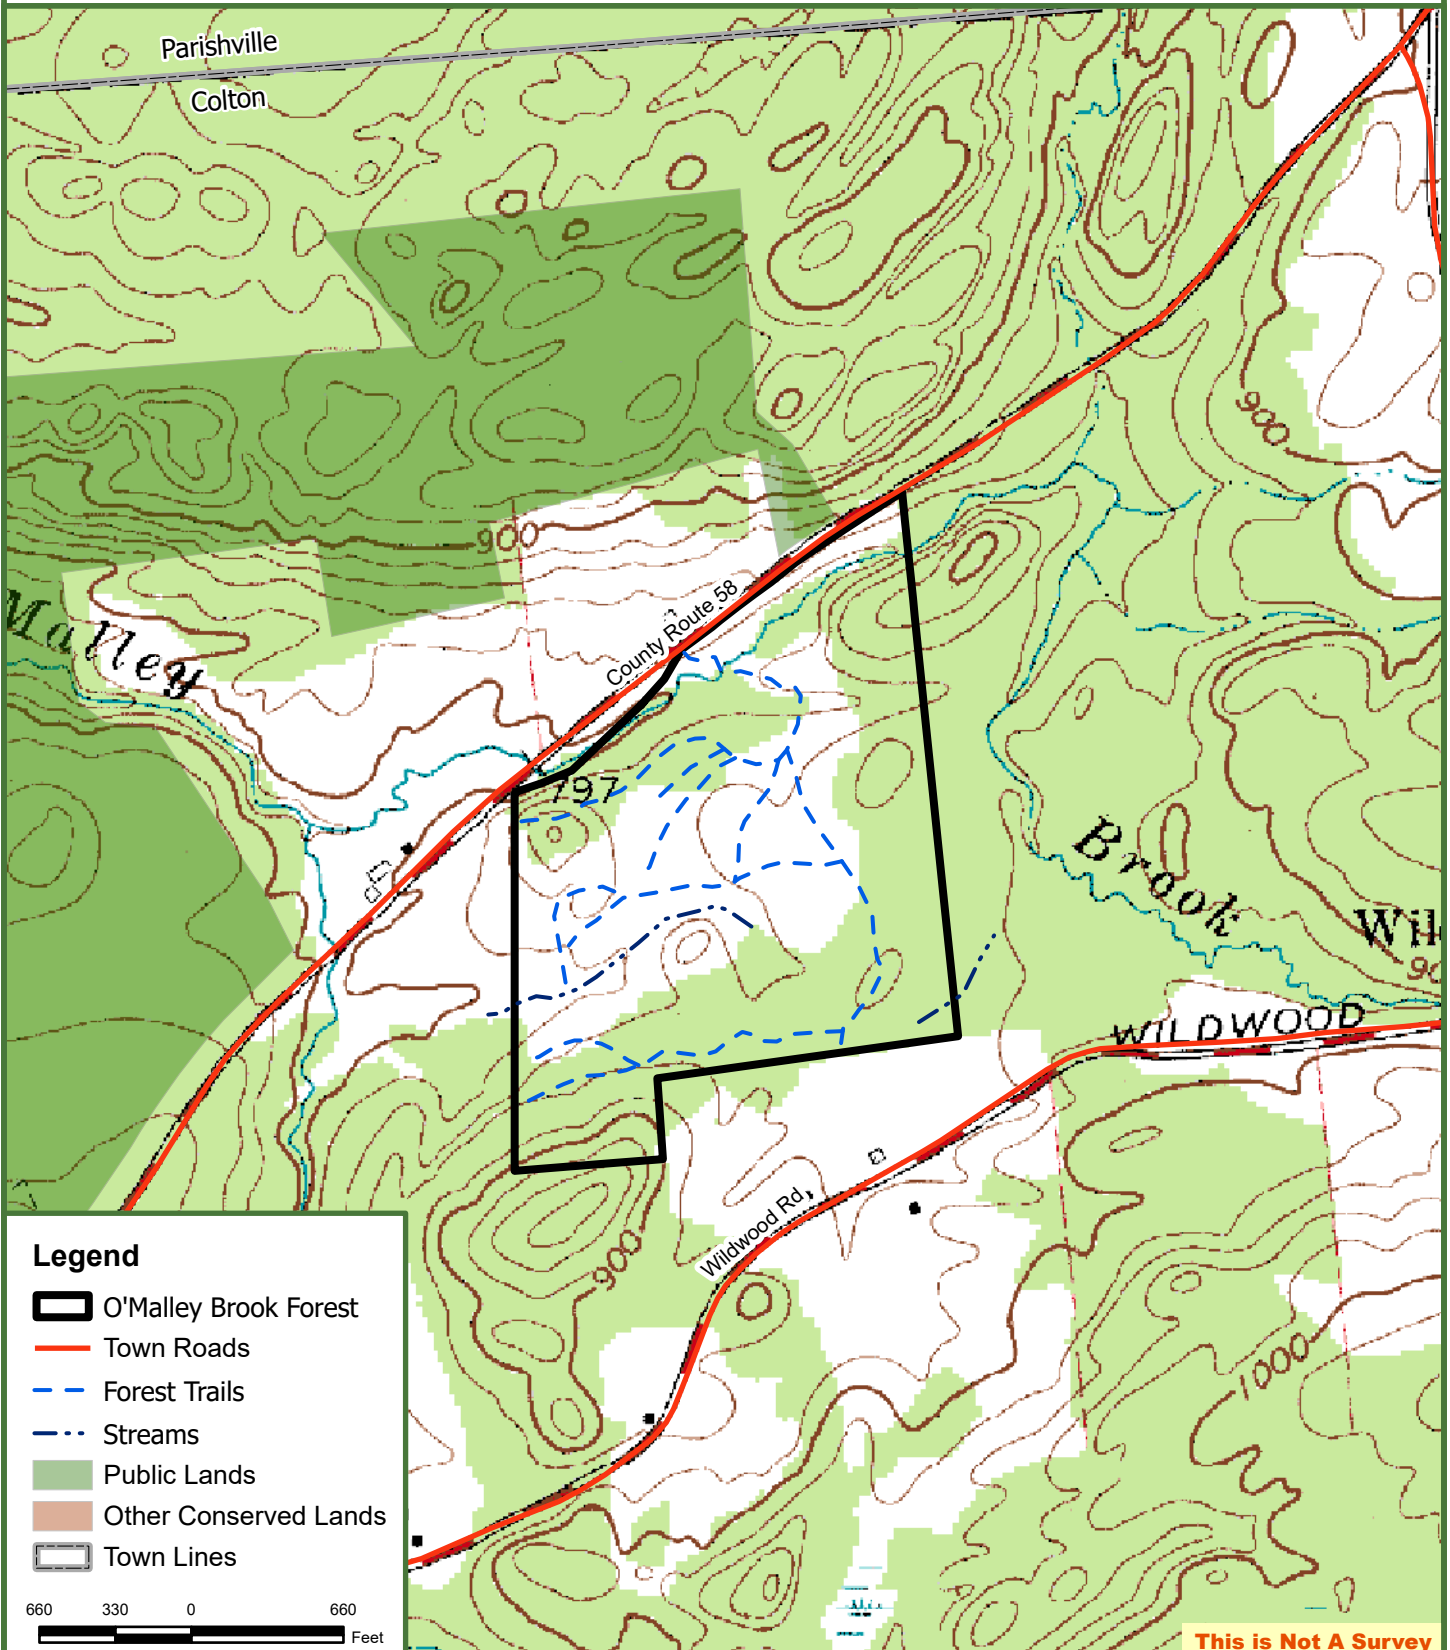 Parishville
Colton
900
900
Malley
County Route 58
797
Brook
Wil
90
WILDWOOD
Wildwood Rd
900
1000
Legend
O'Malley Brook Forest
Town Roads
Forest Trails
Streams
Public Lands
Other Conserved Lands
Town Lines
660 330 0 660
Feet
This is Not A Survey